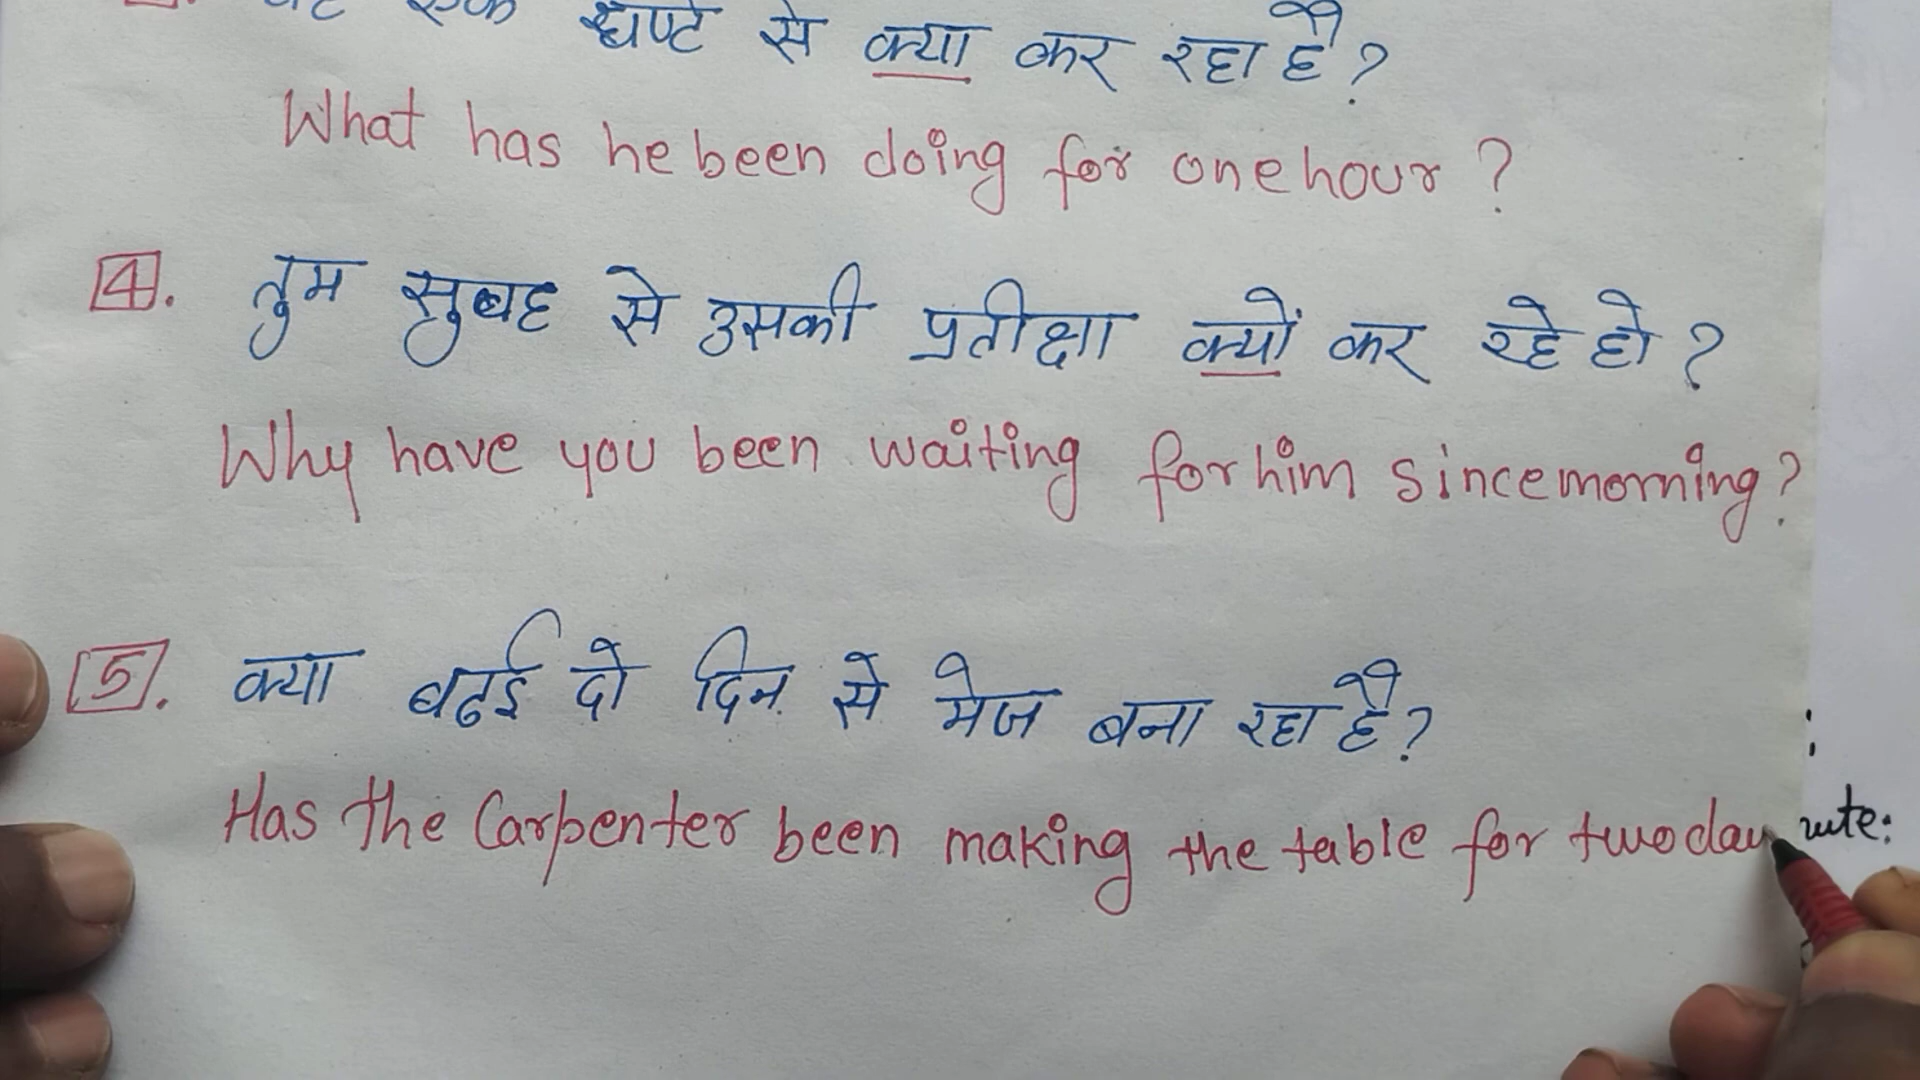 एक घण्टे से क्या कर रहा है?
What has he been doing for one hour ?
4. तुम सुबह से उसकी प्रतीक्षा क्यों कर रहे हो ?
Why have you been waiting for him since morning ?
5. क्या बढई दो दिन से मेज बना रहा है?
Has the Carpenter been making the table for two day